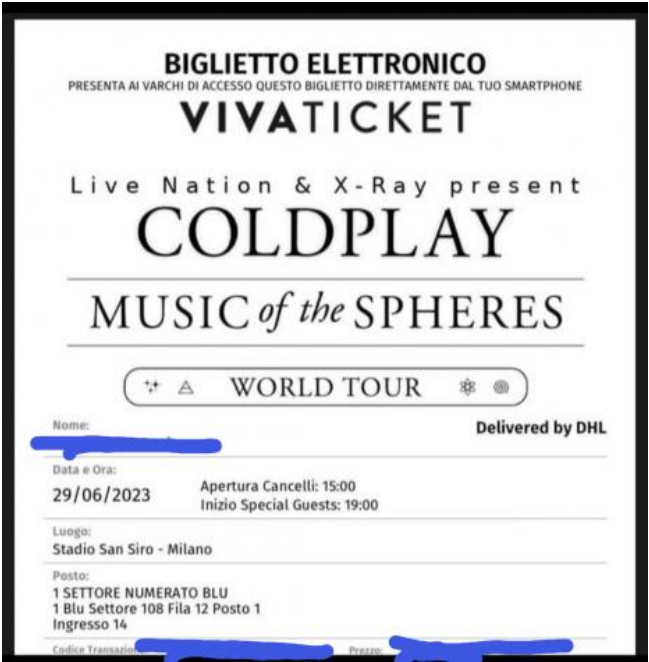 BIGLIETTO ELETTRONICO
PRESENTA AI VARCHI DI ACCESSO QUESTO BIGLIETTO DIRETTAMENTE DAL TUO SMARTPHONE
VIVATICKET
Live Nation & X-Ray present
COLDPLAY
MUSIC of the SPHERES
WORLD TOUR
Nome:
Delivered by DHL
Data e Ora:
29/06/2023
Apertura Cancelli: 15:00
Inizio Special Guests: 19:00
Luogo:
Stadio San Siro - Milano
Posto:
1 SETTORE NUMERATO BLU
1 Blu Settore 108 Fila 12 Posto 1
Ingresso 14
Codice Prezzo: